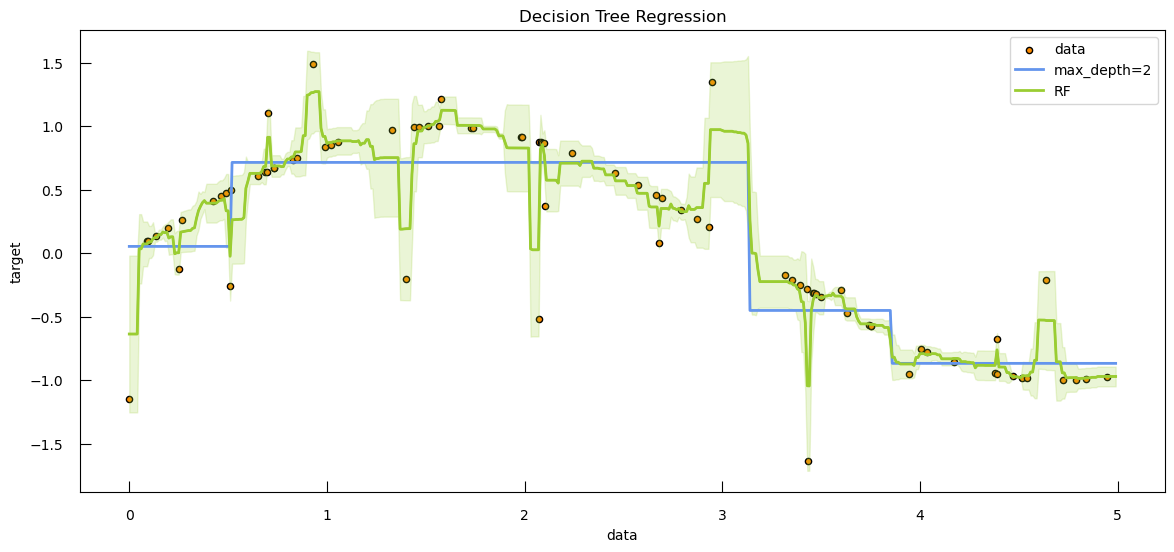 Decision Tree Regression
data
max_depth=2
RF
target
1.5
1.0
0.5
0.0
−0.5
−1.0
−1.5
0 1 2 3 4 5
data